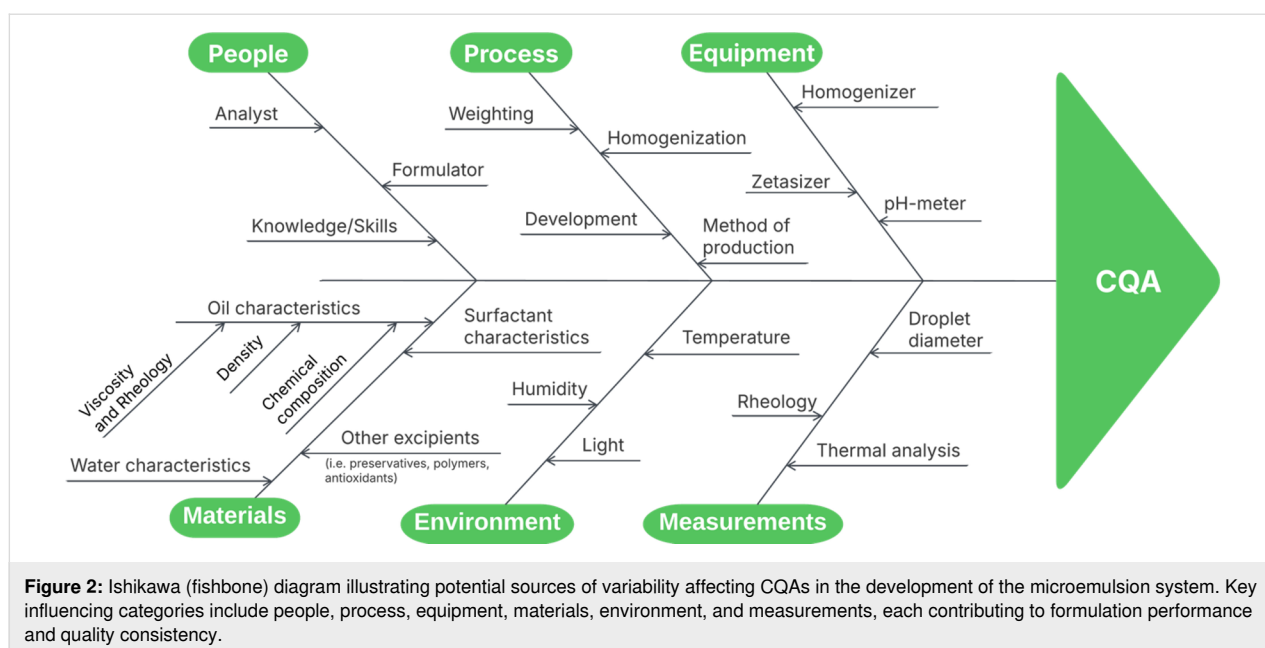 People
Process
Equipment
Analyst
Weighting
Homogenizer
Homogenization
Formulator
Zetasizer
pH-meter
Knowledge/Skills
Development
Method of
production
CQA
Oil characteristics
Viscosity
and Rheology
Density
Chemical
composition
Surfactant
characteristics
Temperature
Droplet
diameter
Humidity
Rheology
Other excipients
(i.e. preservatives, polymers,
antioxidants)
Light
Thermal analysis
Water characteristics
Materials
Environment
Measurements
Figure 2: Ishikawa (fishbone) diagram illustrating potential sources of variability affecting CQAs in the development of the microemulsion system. Key
influencing categories include people, process, equipment, materials, environment, and measurements, each contributing to formulation performance
and quality consistency.